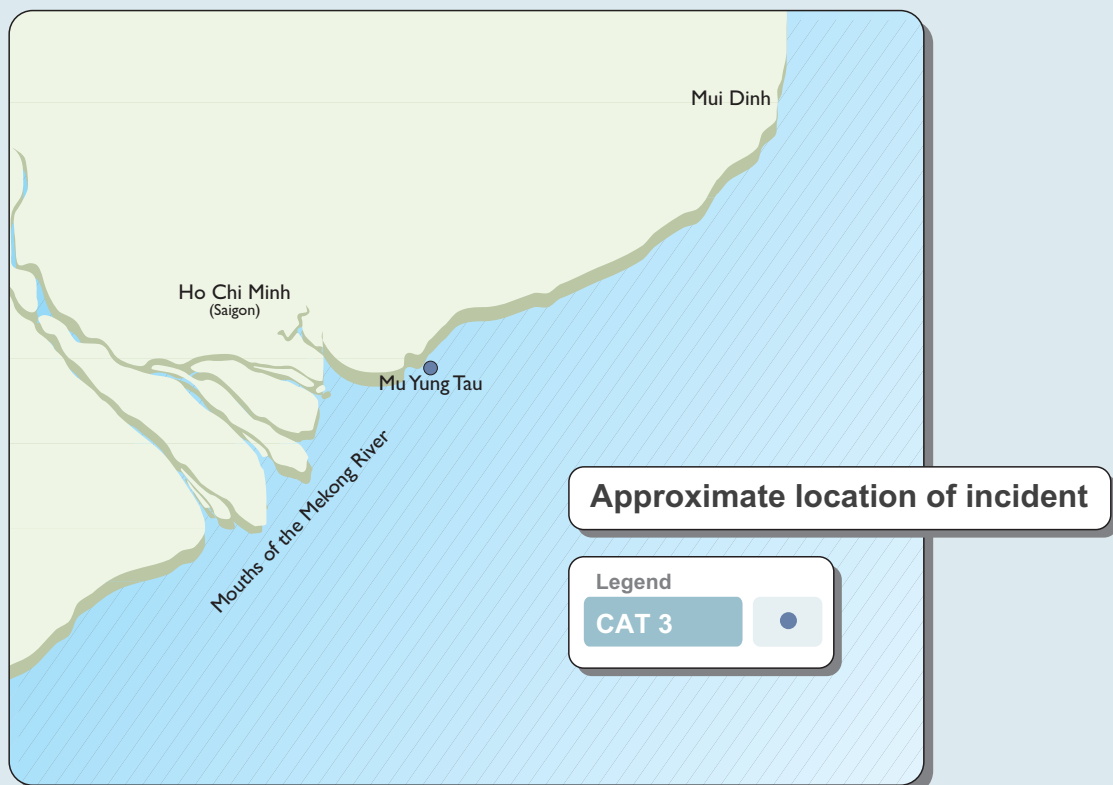 Mui Dinh
Ho Chi Minh
(Saigon)
Mu Yung Tau
Mouths of the Mekong River
Approximate location of incident
Legend
CAT 3